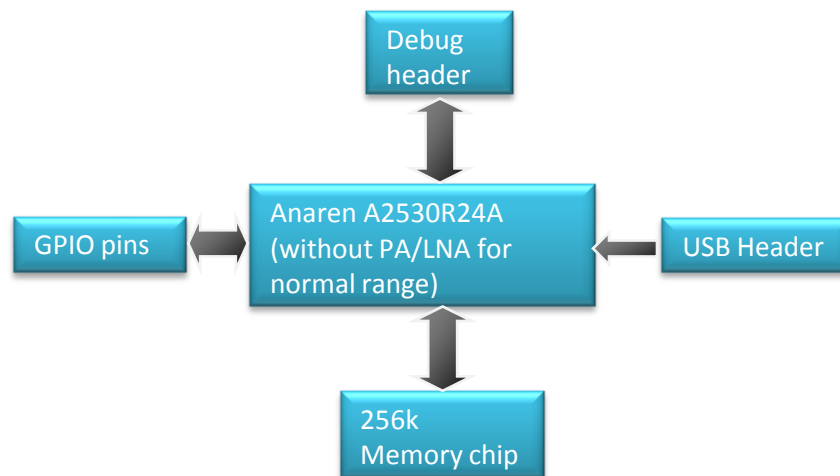 Debug
header
Anaren A2530R24A
(without PA/LNA for
normal range)
GPIO pins
USB Header
256k
Memory chip